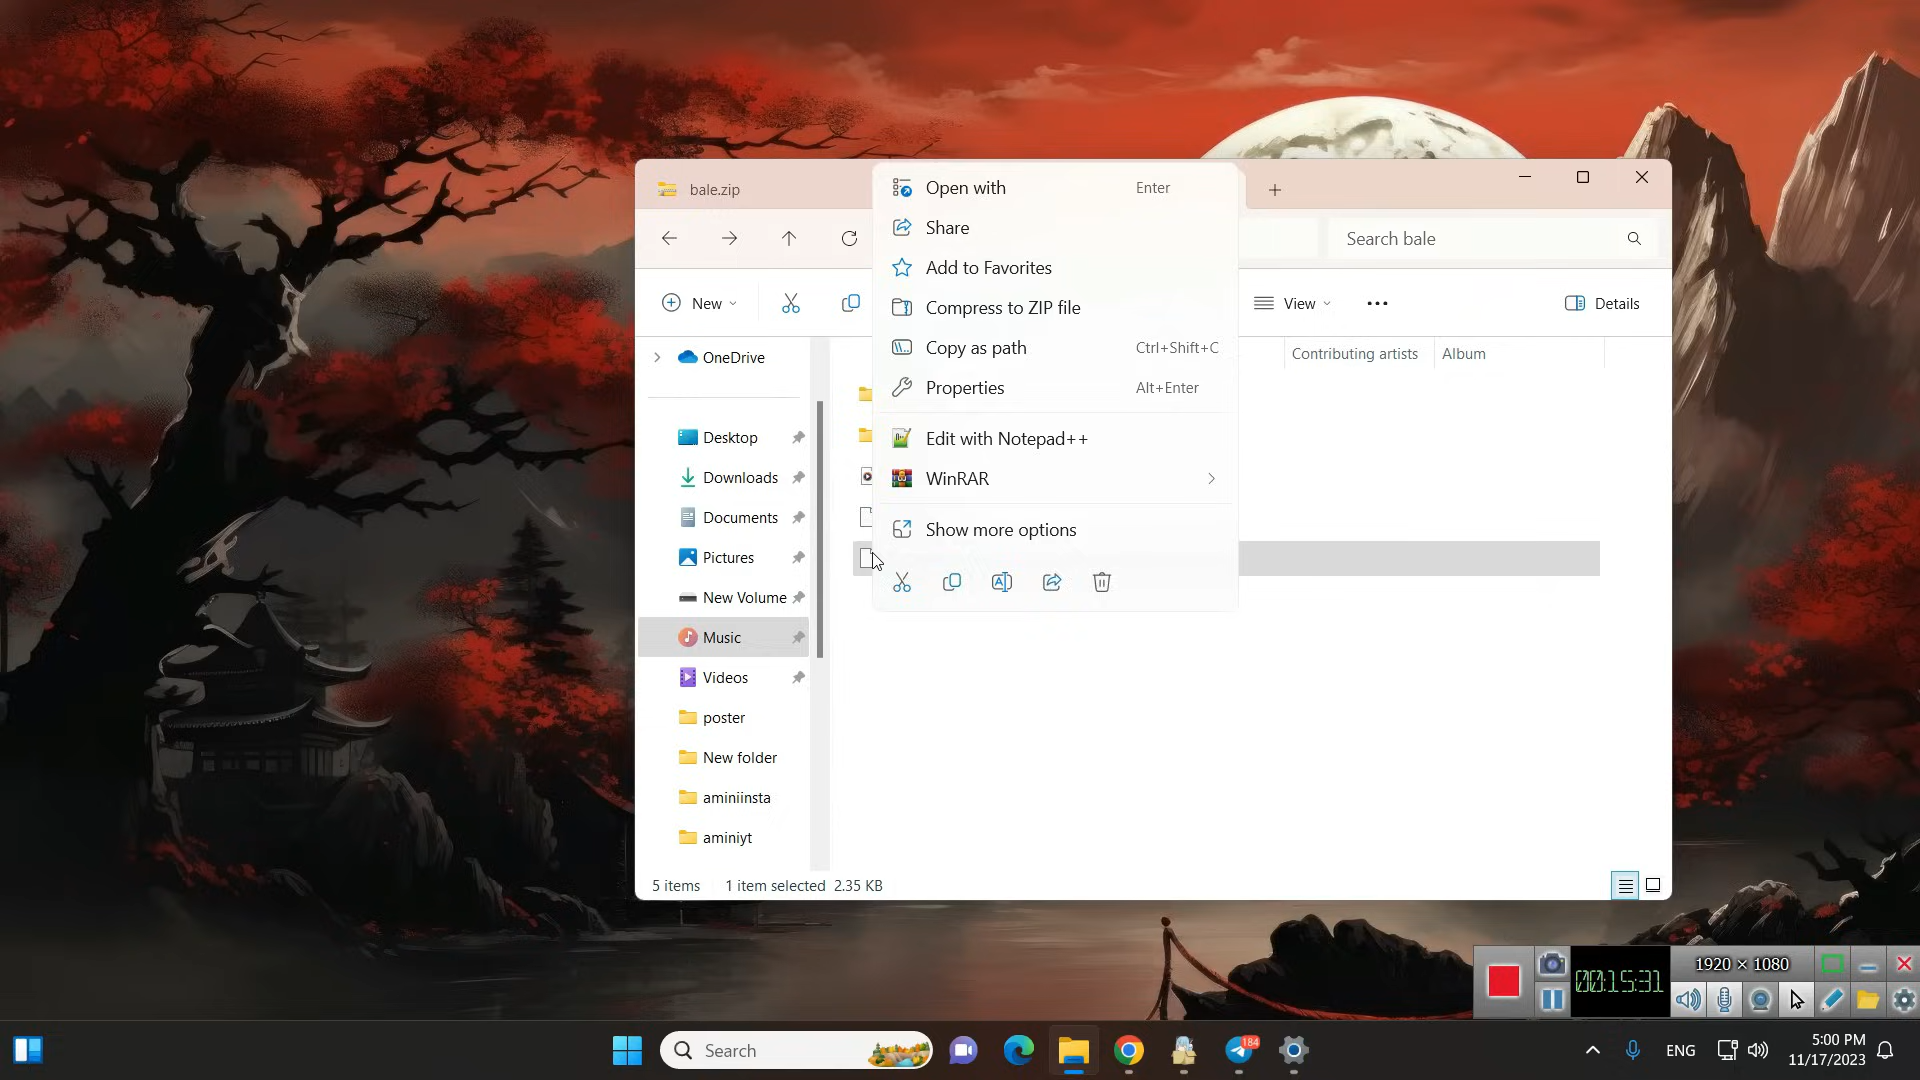 bale.zip
Search bale
New
View
Details
Contributing artists
Album
Open with Enter
Share
Add to Favorites
Compress to ZIP file
Copy as path Ctrl+Shift+C
Properties Alt+Enter
Edit with Notepad++
WinRAR
Show more options
OneDrive
Desktop
Downloads
Documents
Pictures
New Volume
Music
Videos
poster
New folder
aminiinsta
aminiyt
5 items 1 item selected 2.35 KB
00:15:31
1920 × 1080
Search
184
ENG
5:00 PM
11/17/2023